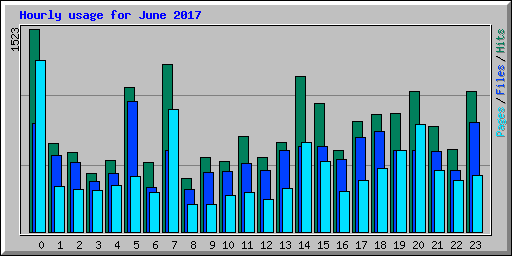 Hourly usage for June 2017
1523
Pages / Files / Hits
0 1 2 3 4 5 6 7 8 9 10 11 12 13 14 15 16 17 18 19 20 21 22 23